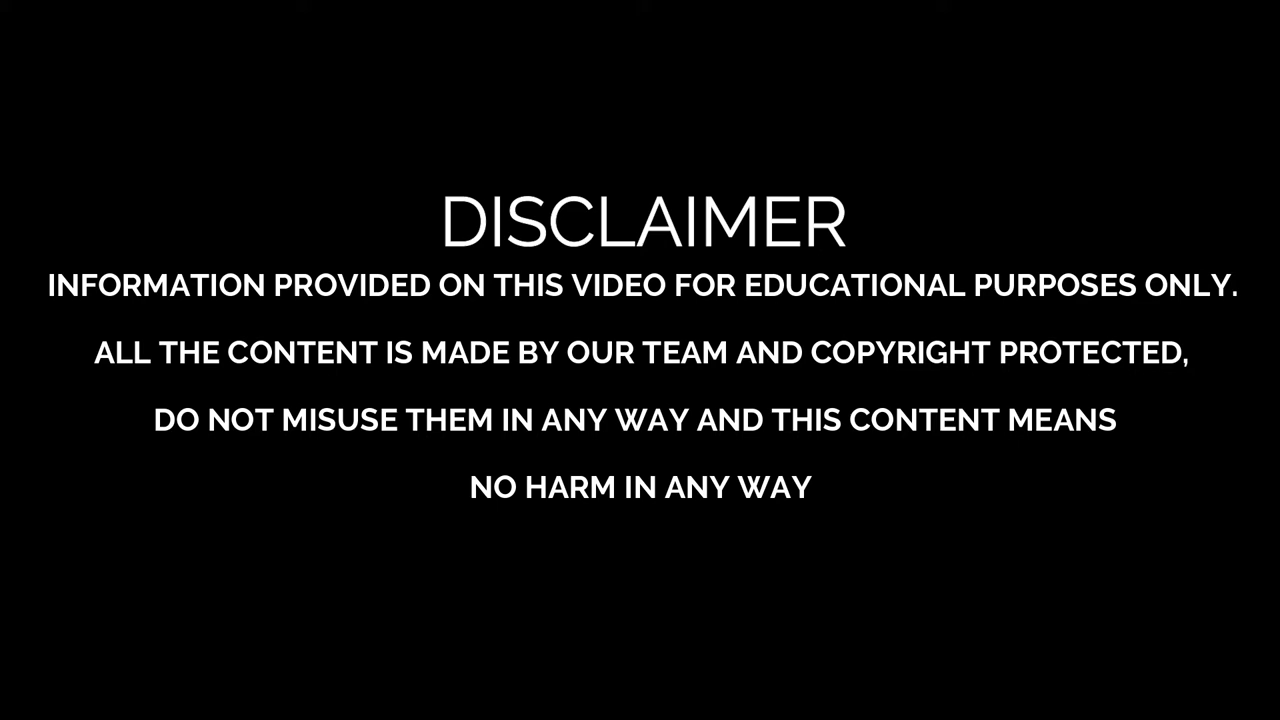 DISCLAIMER
INFORMATION PROVIDED ON THIS VIDEO FOR EDUCATIONAL PURPOSES ONLY.
ALL THE CONTENT IS MADE BY OUR TEAM AND COPYRIGHT PROTECTED,
DO NOT MISUSE THEM IN ANY WAY AND THIS CONTENT MEANS
NO HARM IN ANY WAY